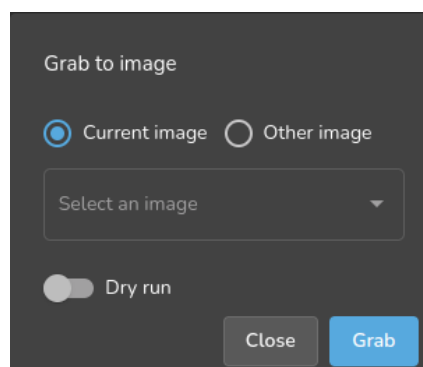 Grab to image
Current image Other image
Select an image
Dry run
Close Grab